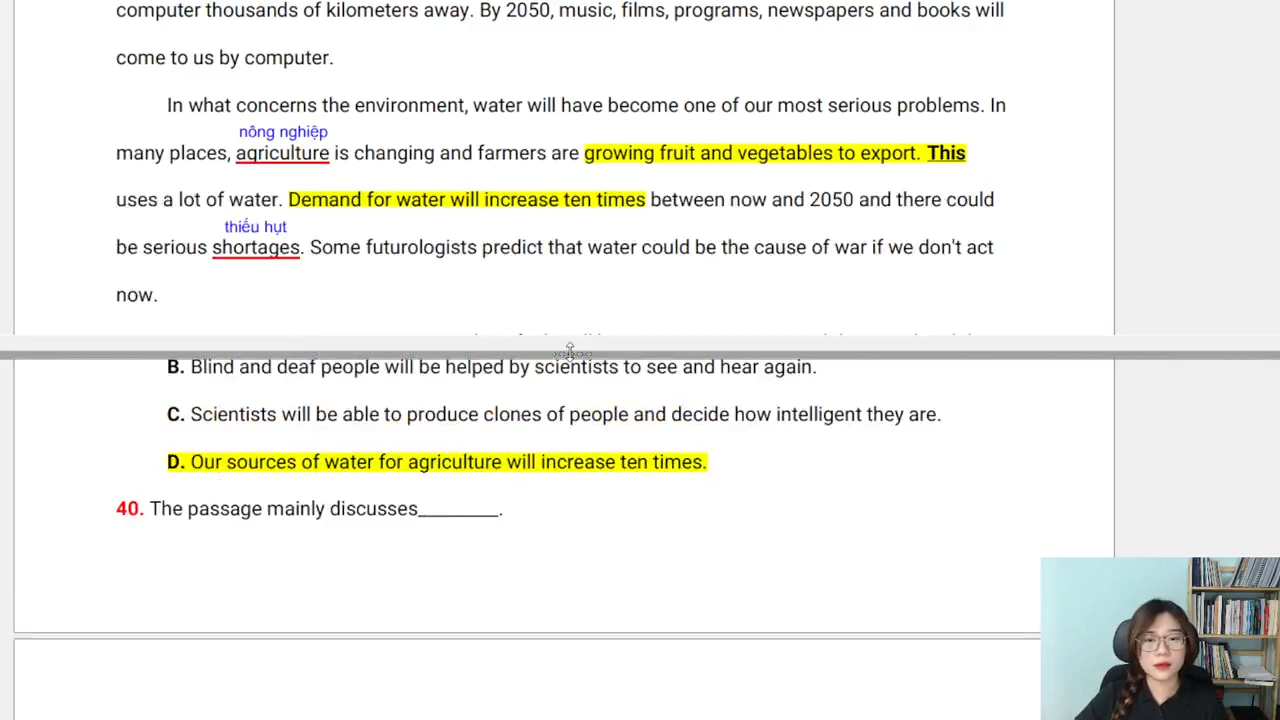 computer thousands of kilometers away. By 2050, music, films, programs, newspapers and books will
come to us by computer.
In what concerns the environment, water will have become one of our most serious problems. In
nông nghiệp
many places, agriculture is changing and farmers are growing fruit and vegetables to export. This
uses a lot of water. Demand for water will increase ten times between now and 2050 and there could
thiếu hụt
be serious shortages. Some futurologists predict that water could be the cause of war if we don't act
now.
B. Blind and deaf people will be helped by scientists to see and hear again.
C. Scientists will be able to produce clones of people and decide how intelligent they are.
D. Our sources of water for agriculture will increase ten times.
40. The passage mainly discusses_________.